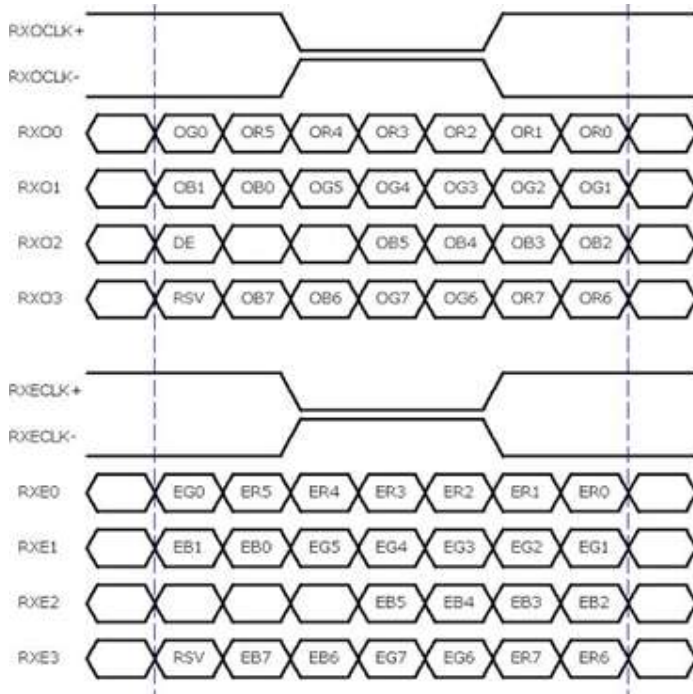 RXOCLK+
RXOCLK-
RXO0 OG0 OR5 OR4 OR3 OR2 OR1 OR0
RXO1 OB1 OB0 OG5 OG4 OG3 OG2 OG1
RXO2 DE OB5 OB4 OB3 OB2
RXO3 RSV OB7 OB6 OG7 OG6 OR7 OR6
RXECLK+
RXECLK-
RXE0 EG0 ER5 ER4 ER3 ER2 ER1 ER0
RXE1 EB1 EB0 EG5 EG4 EG3 EG2 EG1
RXE2 EB5 EB4 EB3 EB2
RXE3 RSV EB7 EB6 EG7 EG6 ER7 ER6